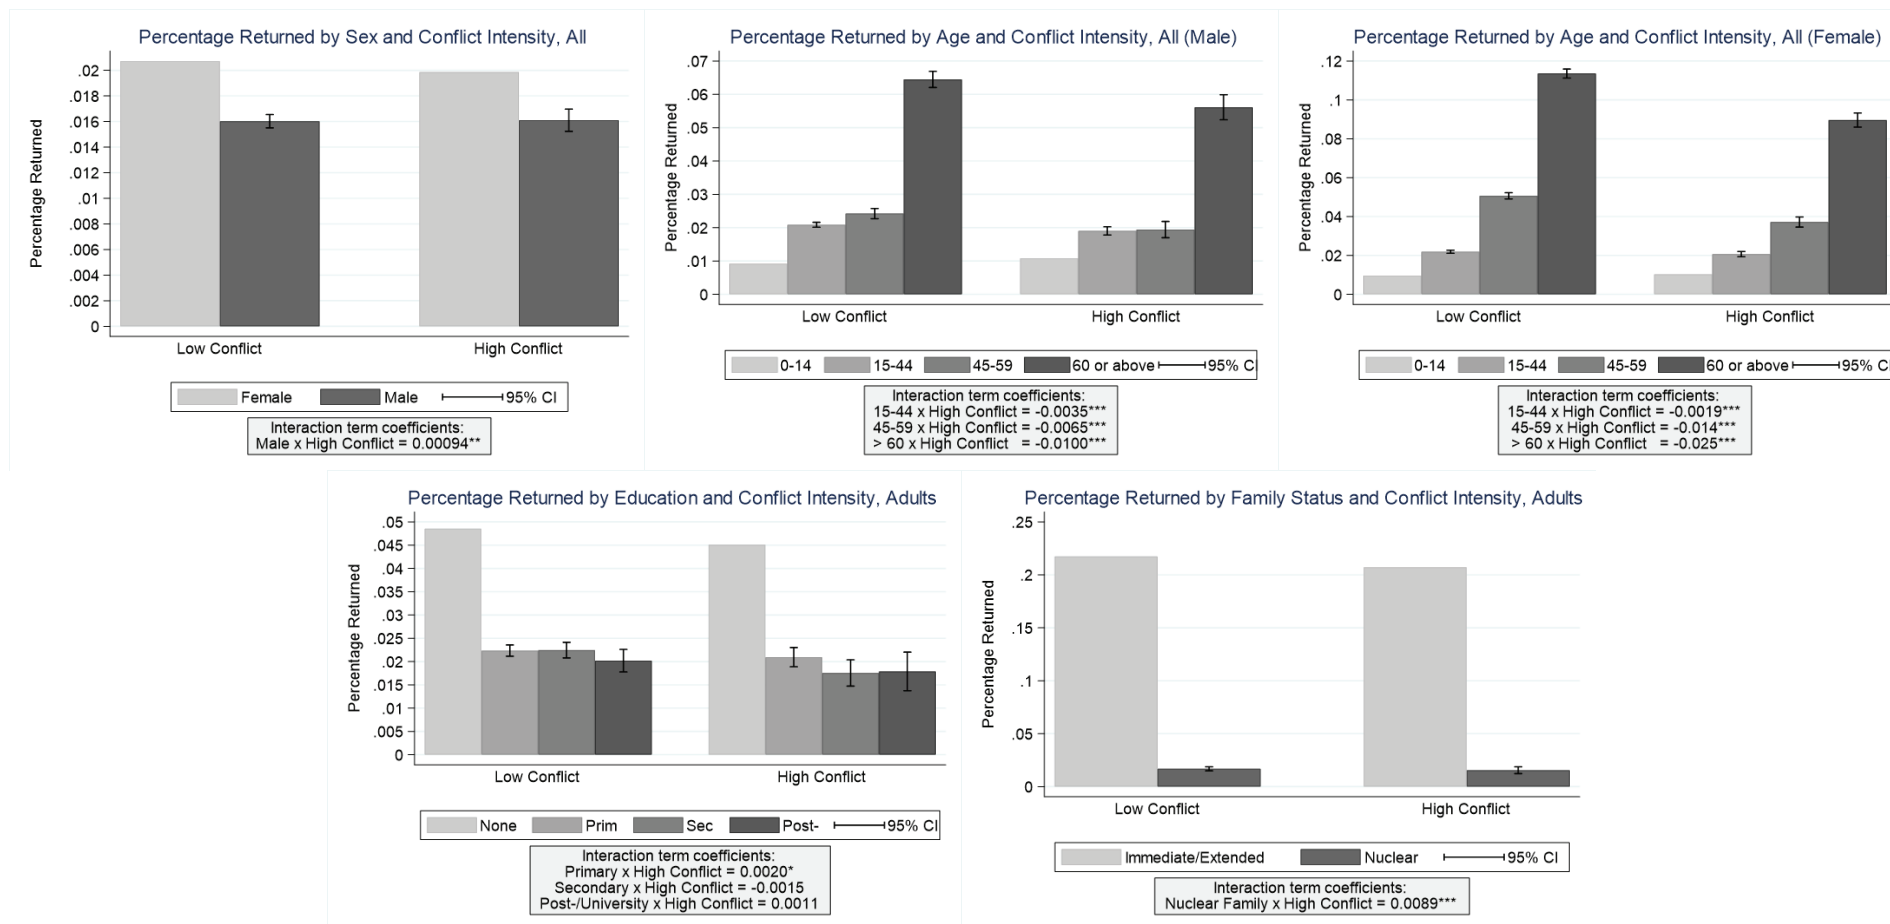 Percentage Returned by Sex and Conflict Intensity, All
Percentage Returned
.02
.018
.016
.014
.012
.01
.008
.006
.004
.002
0
Low Conflict
High Conflict
Female Male 95% CI
Interaction term coefficients:
Male x High Conflict = 0.00094**
Percentage Returned by Age and Conflict Intensity, All (Male)
Percentage Returned
.07
.06
.05
.04
.03
.02
.01
0
Low Conflict
High Conflict
0-14 15-44 45-59 60 or above 95% C
Interaction term coefficients:
15-44 x High Conflict = -0.0035***
45-59 x High Conflict = -0.0065***
> 60 x High Conflict = -0.0100***
Percentage Returned by Age and Conflict Intensity, All (Female)
Percentage Returned
.12
.1
.08
.06
.04
.02
0
Low Conflict
High Conflict
0-14 15-44 45-59 60 or above 95% C
Interaction term coefficients:
15-44 x High Conflict = -0.0019***
45-59 x High Conflict = -0.014***
> 60 x High Conflict = -0.025***
Percentage Returned by Education and Conflict Intensity, Adults
Percentage Returned
.05
.045
.04
.035
.03
.025
.02
.015
.01
.005
0
Low Conflict
High Conflict
None Prim Sec Post- 95% CI
Interaction term coefficients:
Primary x High Conflict = 0.0020*
Secondary x High Conflict = -0.0015
Post-/University x High Conflict = 0.0011
Percentage Returned by Family Status and Conflict Intensity, Adults
Percentage Returned
.25
.2
.15
.1
.05
0
Low Conflict
High Conflict
Immediate/Extended Nuclear 95% CI
Interaction term coefficients:
Nuclear Family x High Conflict = 0.0089***